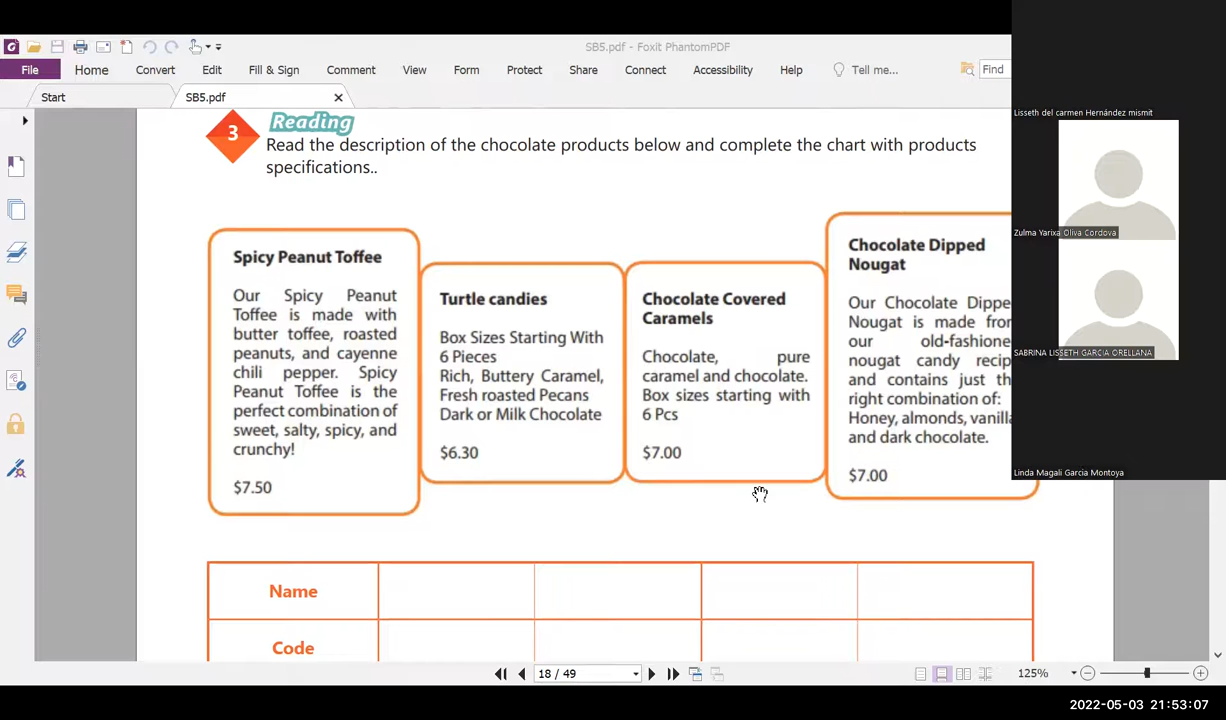 SB5.pdf - Foxit PhantomPDF
File Home Convert Edit Fill & Sign Comment View Form Protect Share Connect Accessibility Help Tell me... Find
Start SB5.pdf
3 Reading
Read the description of the chocolate products below and complete the chart with products
specifications..
Spicy Peanut Toffee
Our Spicy Peanut
Toffee is made with
butter toffee, roasted
peanuts, and cayenne
chili pepper. Spicy
Peanut Toffee is the
perfect combination of
sweet, salty, spicy, and
crunchy!
$7.50
Turtle candies
Box Sizes Starting With
6 Pieces
Rich, Buttery Caramel,
Fresh roasted Pecans
Dark or Milk Chocolate
$6.30
Chocolate Covered
Caramels
Chocolate, pure
caramel and chocolate.
Box sizes starting with
6 Pcs
$7.00
Chocolate Dipped
Nougat
Our Chocolate Dippe
Nougat is made fron
our old-fashione
nougat candy recip
and contains just th
right combination of:
Honey, almonds, vanilla
and dark chocolate.
$7.00
Name
Code
Lisseth del carmen Hernández mismit
Zulma Yarixa Oliva Cordova
SABRINA LISSETH GARCIA ORELLANA
Linda Magali Garcia Montoya
18 / 49
125%
2022-05-03 21:53:07